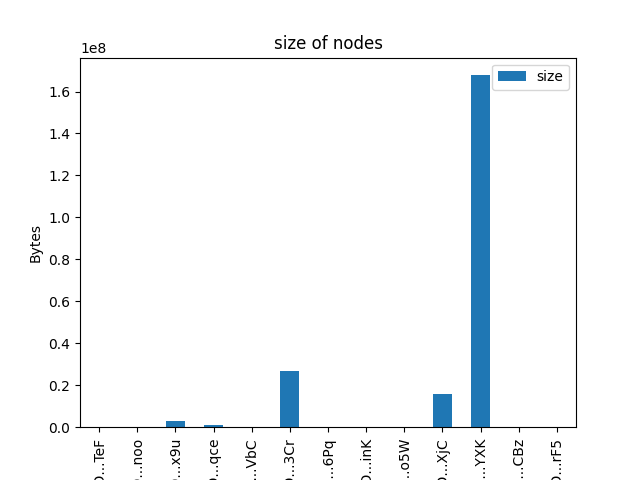 size of nodes
1e8
size
Bytes
1.6
1.4
1.2
1.0
0.8
0.6
0.4
0.2
0.0
...TeF
...noo
...x9u
...qce
...VbC
...3Cr
...6Pq
...inK
...o5W
...XjC
...YXK
...CBz
...rF5